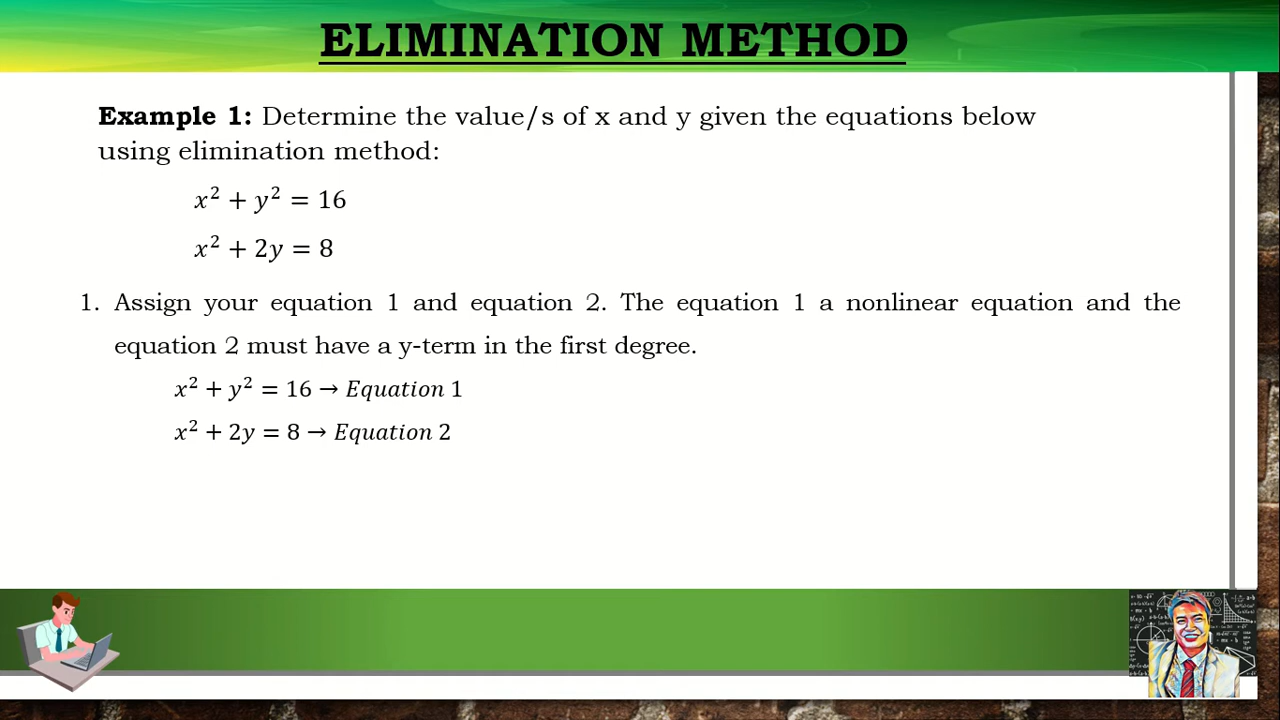 ELIMINATION METHOD
Example 1: Determine the value/s of x and y given the equations below
using elimination method:
x² + y² = 16
x² + 2y = 8
1. Assign your equation 1 and equation 2. The equation 1 a nonlinear equation and the
equation 2 must have a y-term in the first degree.
x² + y² = 16 → Equation 1
x² + 2y = 8 → Equation 2